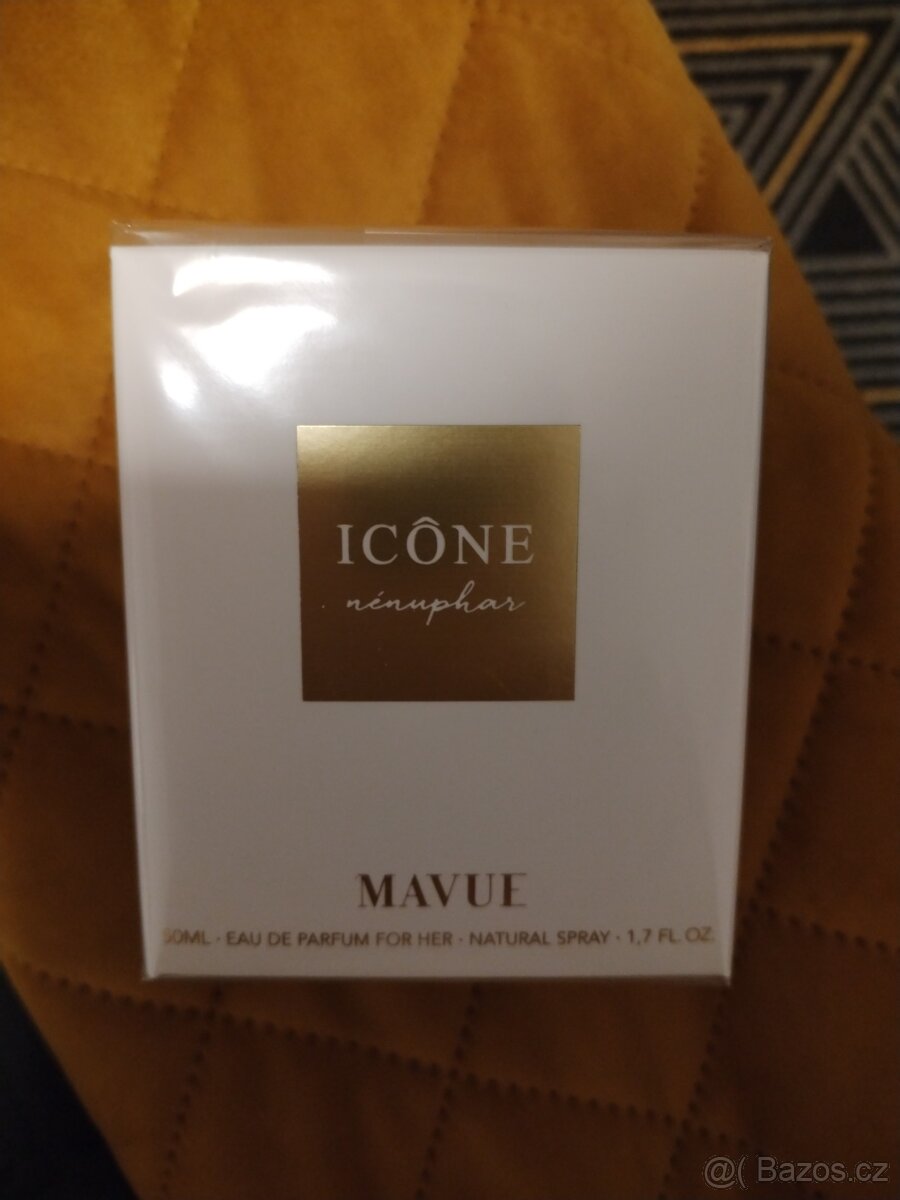 ICÔNE
nénuphar
MAVUE
50ML · EAU DE PARFUM FOR HER · NATURAL SPRAY · 1,7 FL. OZ.
@( Bazos.cz